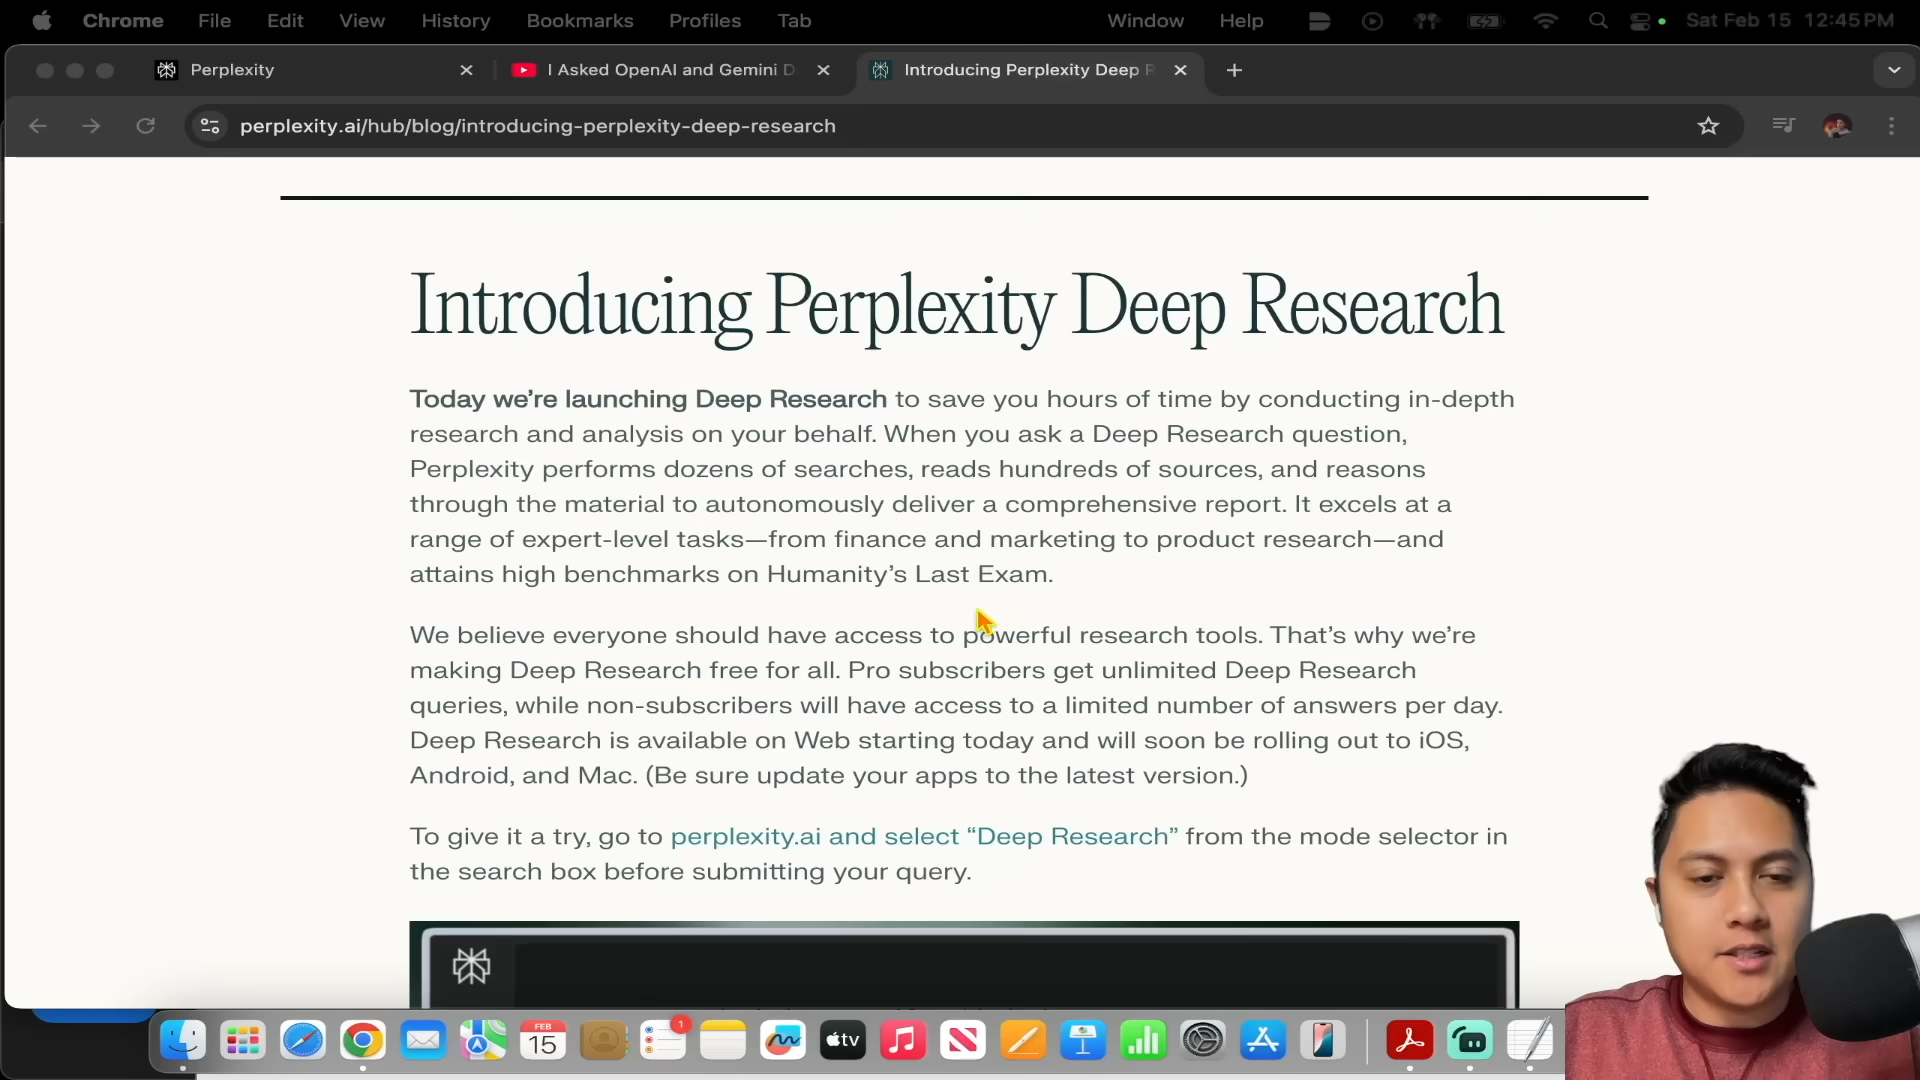 Chrome File Edit View History Bookmarks Profiles Tab Window Help Sat Feb 15 12:45 PM
Perplexity I Asked OpenAI and Gemini D Introducing Perplexity Deep R
perplexity.ai/hub/blog/introducing-perplexity-deep-research
Introducing Perplexity Deep Research
Today we’re launching Deep Research to save you hours of time by conducting in-depth
research and analysis on your behalf. When you ask a Deep Research question,
Perplexity performs dozens of searches, reads hundreds of sources, and reasons
through the material to autonomously deliver a comprehensive report. It excels at a
range of expert-level tasks—from finance and marketing to product research—and
attains high benchmarks on Humanity’s Last Exam.
We believe everyone should have access to powerful research tools. That’s why we’re
making Deep Research free for all. Pro subscribers get unlimited Deep Research
queries, while non-subscribers will have access to a limited number of answers per day.
Deep Research is available on Web starting today and will soon be rolling out to iOS,
Android, and Mac. (Be sure update your apps to the latest version.)
To give it a try, go to perplexity.ai and select “Deep Research” from the mode selector in
the search box before submitting your query.
FEB
15
1
tv